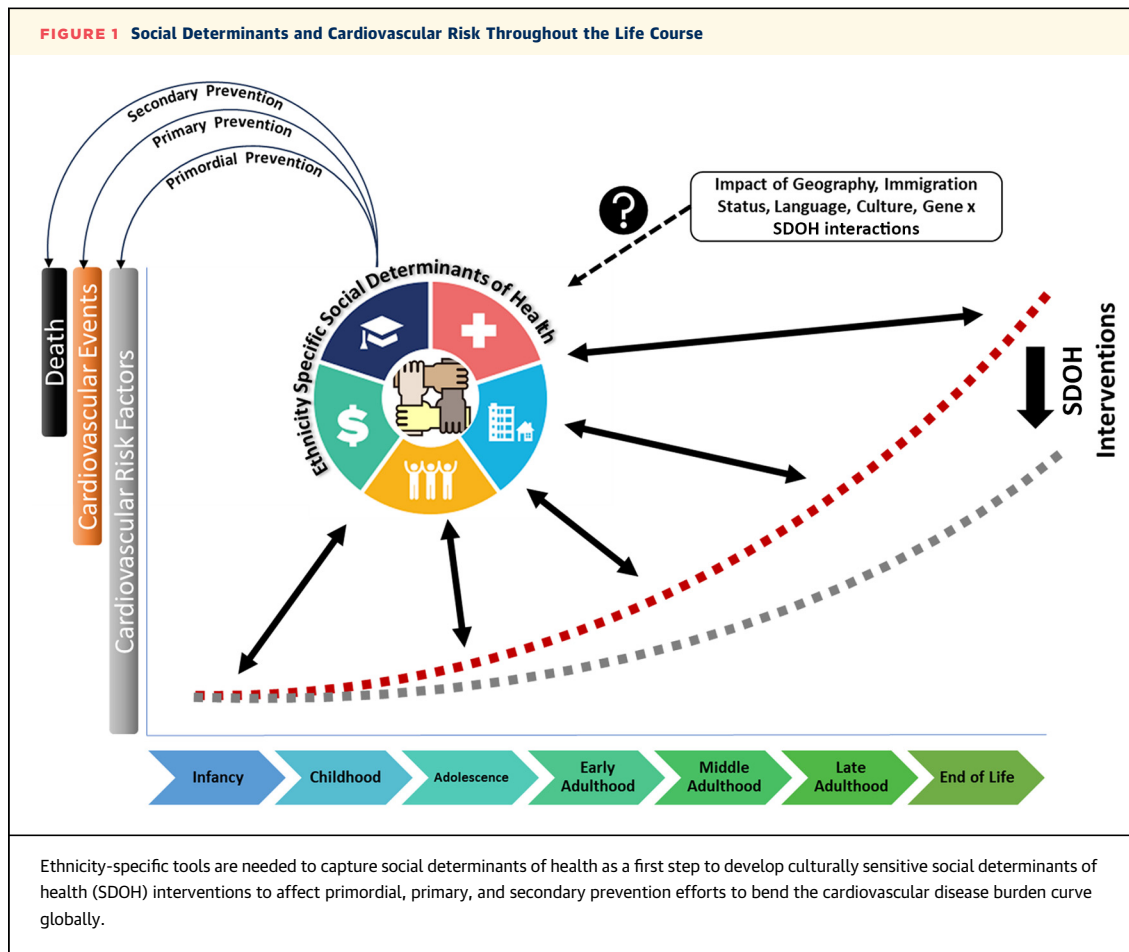 FIGURE 1 Social Determinants and Cardiovascular Risk Throughout the Life Course
Secondary Prevention
Primary Prevention
Primordial Prevention
Impact of Geography, Immigration
Status, Language, Culture, Gene x
SDOH interactions
?
Death
Cardiovascular Events
Cardiovascular Risk Factors
Ethnicity Specific Social Determinants of Health
$
SDOH
Interventions
Infancy
Childhood
Adolescence
Early
Adulthood
Middle
Adulthood
Late
Adulthood
End of Life
Ethnicity-specific tools are needed to capture social determinants of health as a first step to develop culturally sensitive social determinants of
health (SDOH) interventions to affect primordial, primary, and secondary prevention efforts to bend the cardiovascular disease burden curve
globally.